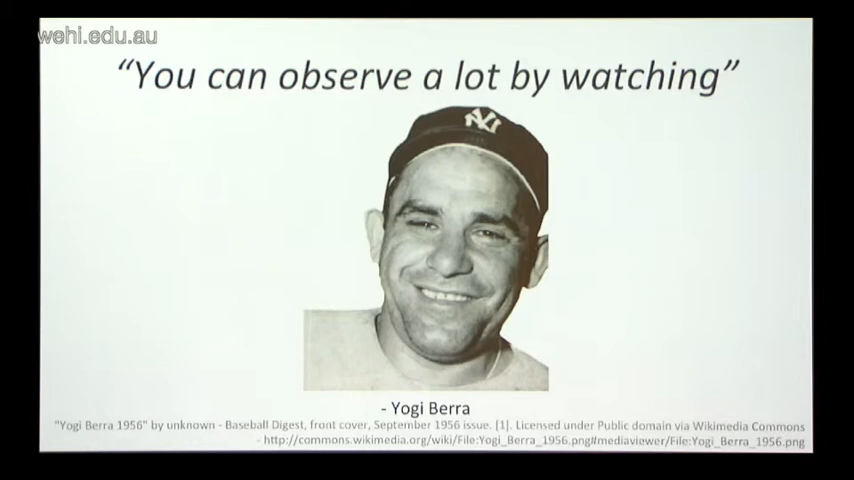 wehi.edu.au
“You can observe a lot by watching”
NY
- Yogi Berra
"Yogi Berra 1956" by unknown - Baseball Digest, front cover, September 1956 issue. [1]. Licensed under Public domain via Wikimedia Commons
- http://commons.wikimedia.org/wiki/File:Yogi_Berra_1956.png#mediaviewer/File:Yogi_Berra_1956.png